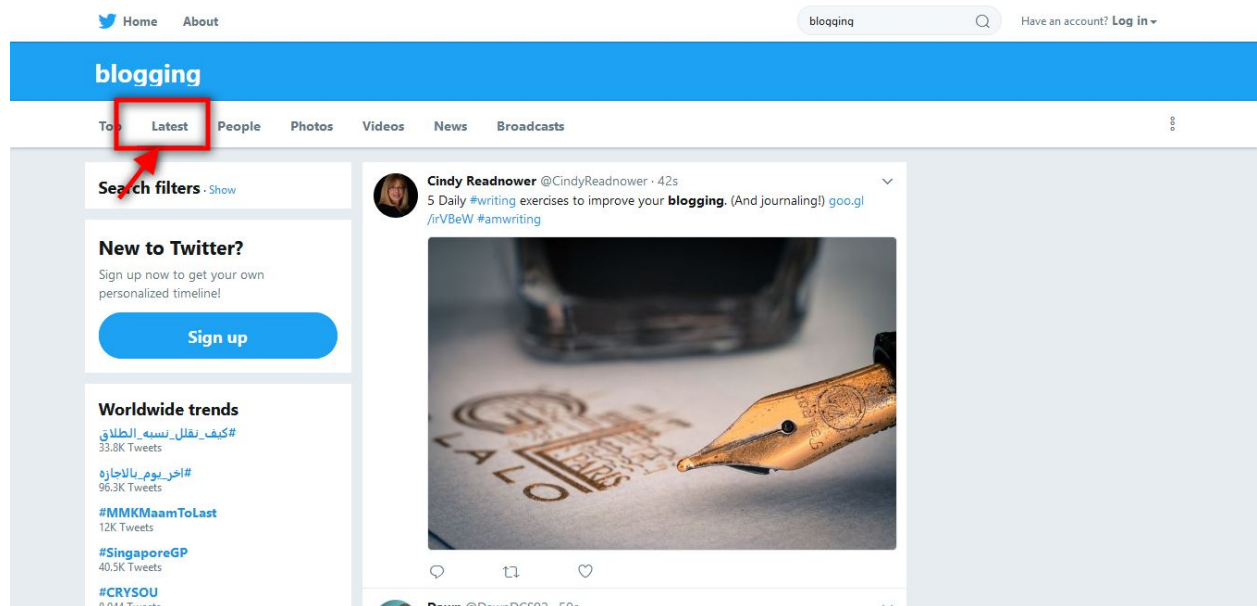 Home About
blogging
Have an account? Log in
blogging
Top Latest People Photos Videos News Broadcasts
Search filters · Show
New to Twitter?
Sign up now to get your own
personalized timeline!
Sign up
Worldwide trends
#كيف_نقلل_نسبه_الطلاق
33.8K Tweets
#اخر_يوم_بالاجازه
96.3K Tweets
#MMKMaamToLast
12K Tweets
#SingaporeGP
40.5K Tweets
#CRYSOU
Cindy Readnower @CindyReadnower · 42s
5 Daily #writing exercises to improve your blogging. (And journaling!) goo.gl
/irVBeW #amwriting
LALO